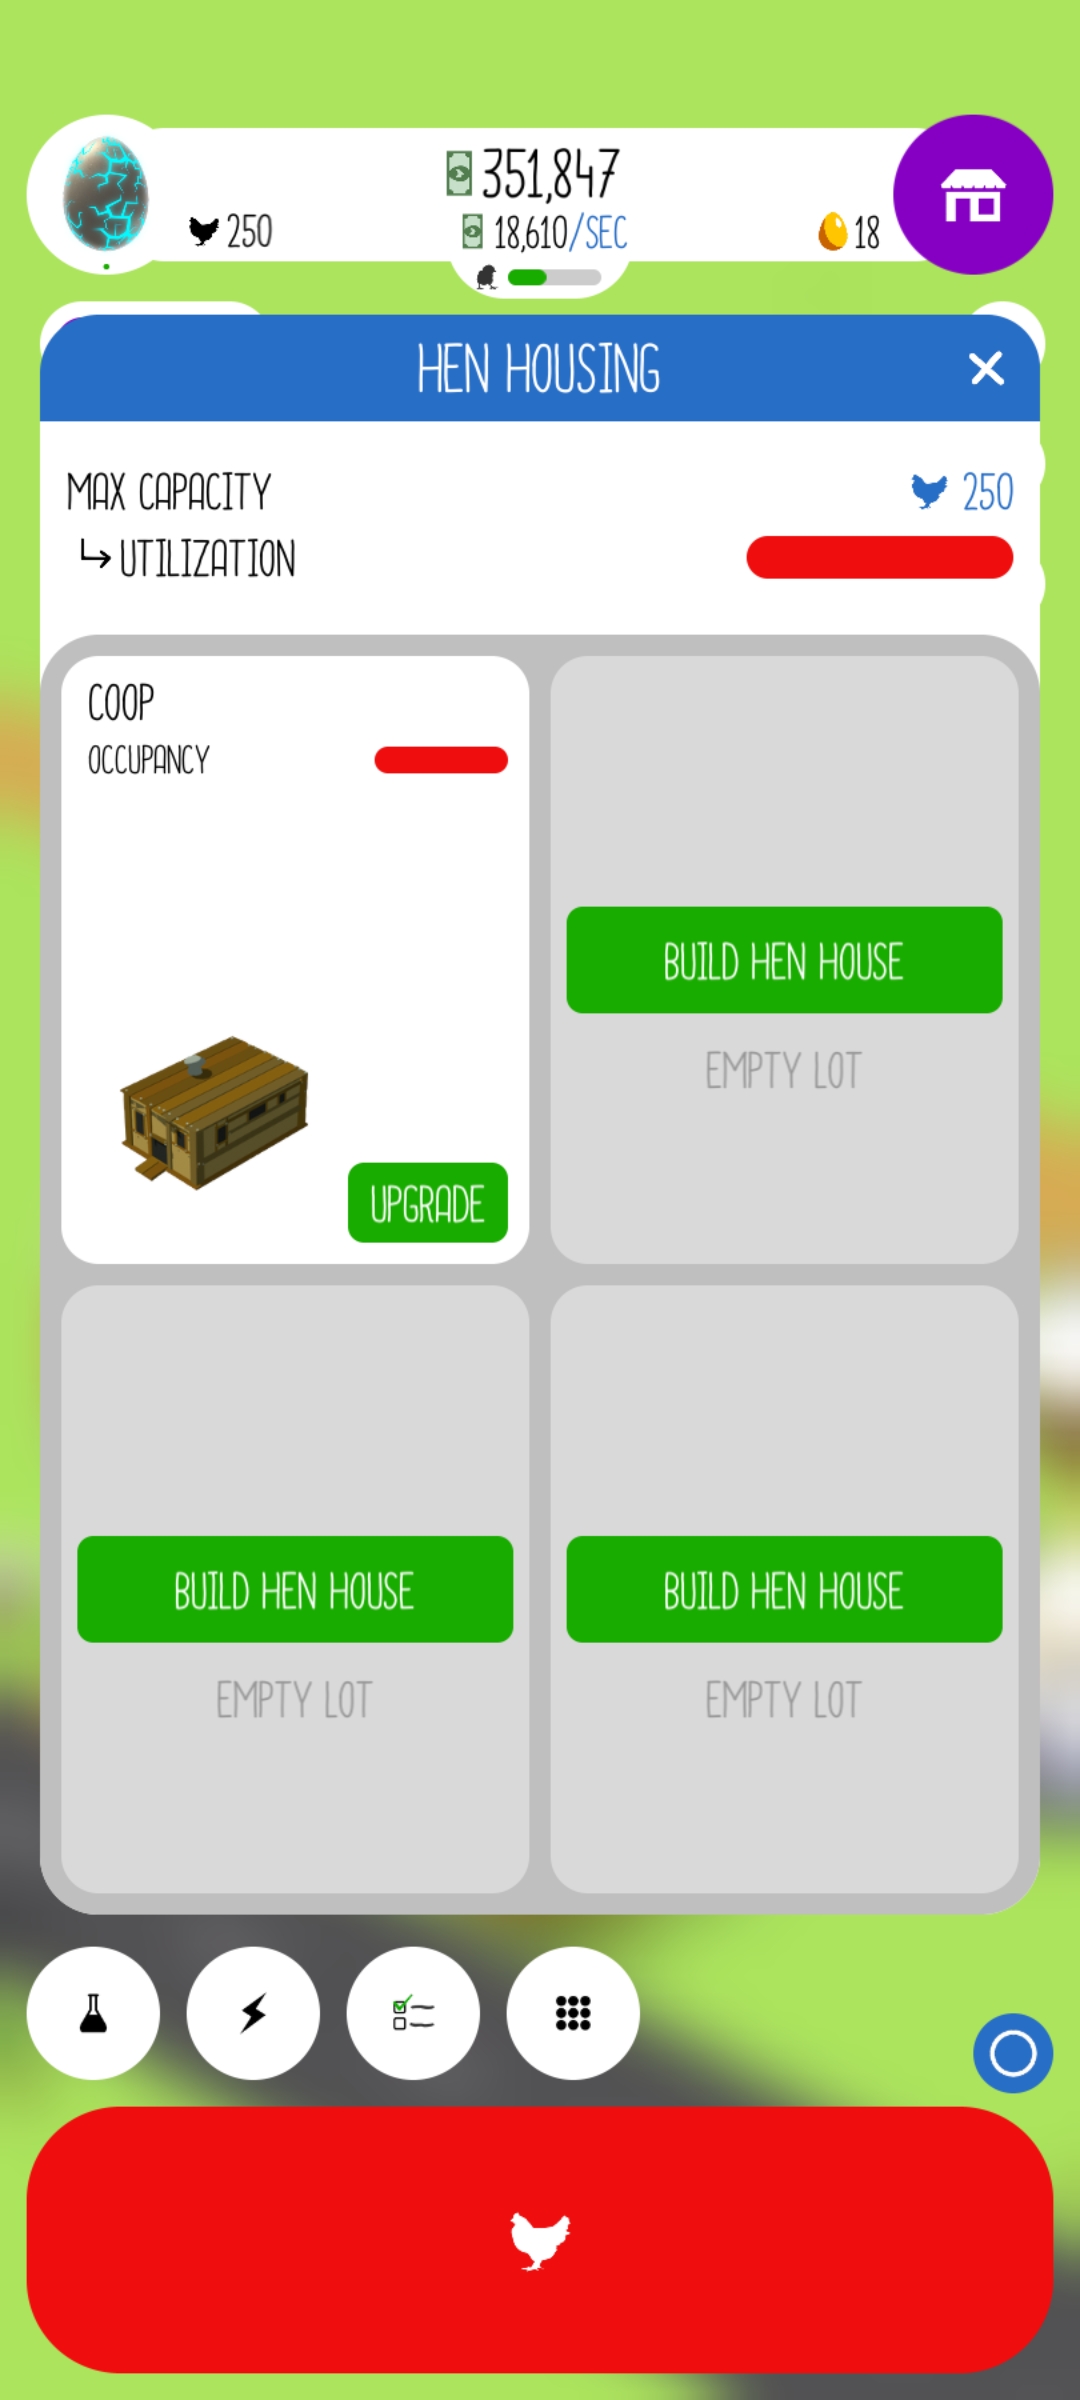 351,847
250
18,610/SEC
18
HEN HOUSING
MAX CAPACITY
250
UTILIZATION
COOP
OCCUPANCY
UPGRADE
BUILD HEN HOUSE
EMPTY LOT
BUILD HEN HOUSE
EMPTY LOT
BUILD HEN HOUSE
EMPTY LOT